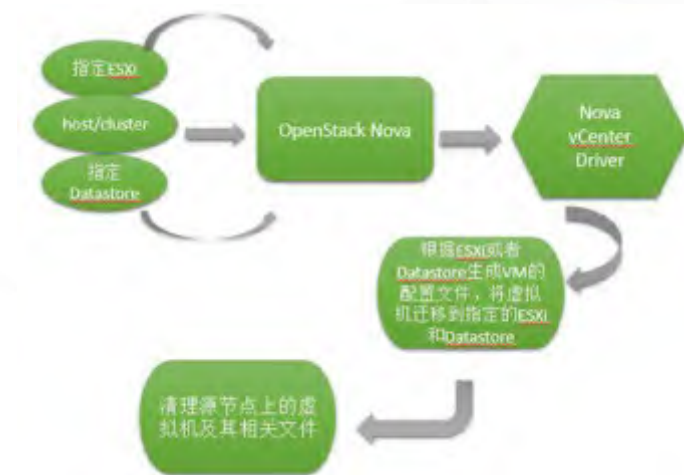 指定ESXi
host/cluster
指定
Datastore
OpenStack Nova
Nova
vCenter
Driver
根据ESXi或者
Datastore生成VM的
配置文件，将虚拟
机迁移到指定的ESXi
和Datastore
清理源节点上的虚
拟机及其相关文件